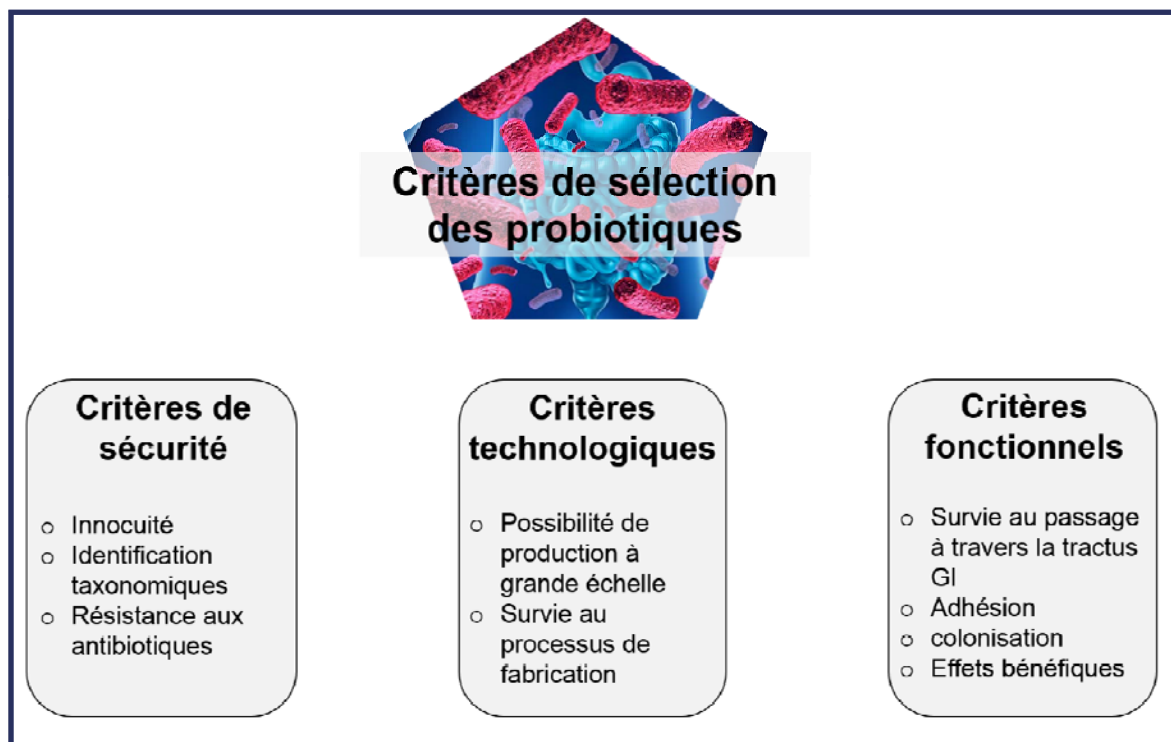 Critères de sélection
des probiotiques
Critères de
sécurité
o Innocuité
o Identification
taxonomiques
o Résistance aux
antibiotiques
Critères
technologiques
o Possibilité de
production à
grande échelle
o Survie au
processus de
fabrication
Critères
fonctionnels
o Survie au passage
à travers la tractus
GI
o Adhésion
o colonisation
o Effets bénéfiques